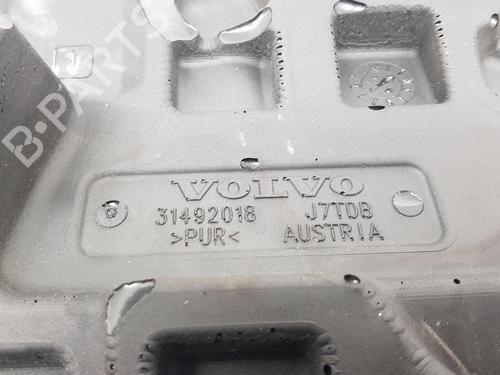 B-PARTS
VOLVO
31492018 J7TDB
>PUR< AUSTRIA